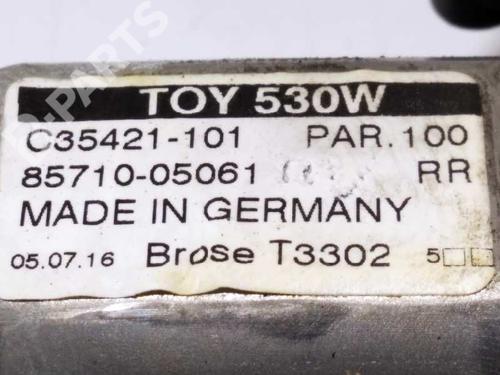 TOY 530W
C35421-101 PAR.100
85710-05061 RR
MADE IN GERMANY
05.07.16 Brose T3302 5